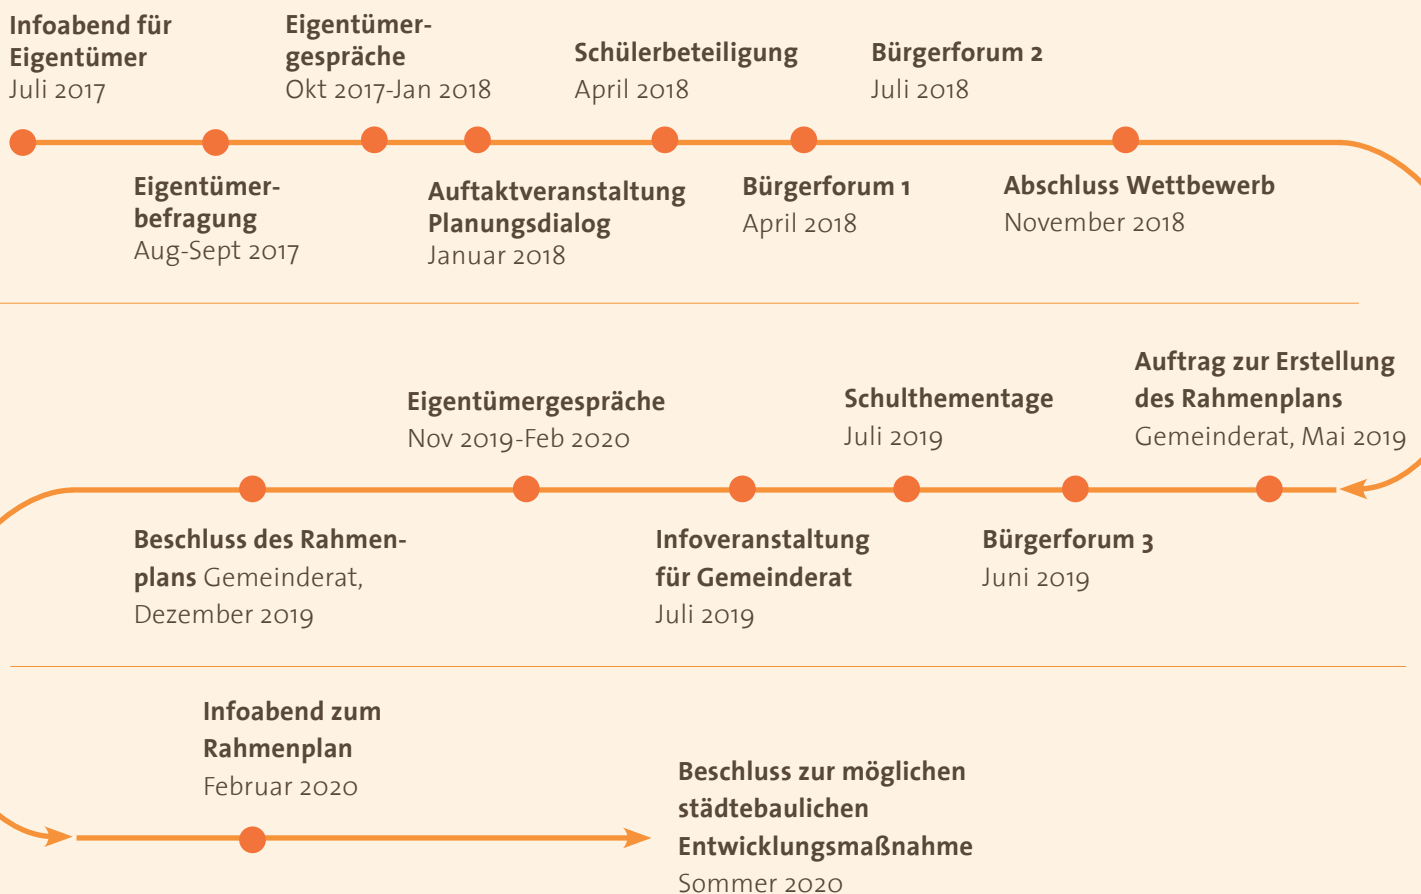 Infoabend für
Eigentümer
Juli 2017
Eigentümer-
befragung
Aug-Sept 2017
Eigentümer-
gespräche
Okt 2017-Jan 2018
Auftaktveranstaltung
Planungsdialog
Januar 2018
Schülerbeteiligung
April 2018
Bürgerforum 1
April 2018
Bürgerforum 2
Juli 2018
Abschluss Wettbewerb
November 2018
Auftrag zur Erstellung
des Rahmenplans
Gemeinderat, Mai 2019
Bürgerforum 3
Juni 2019
Schulthementage
Juli 2019
Infoveranstaltung
für Gemeinderat
Juli 2019
Eigentümergespräche
Nov 2019-Feb 2020
Beschluss des Rahmen-
plans Gemeinderat,
Dezember 2019
Infoabend zum
Rahmenplan
Februar 2020
Beschluss zur möglichen
städtebaulichen
Entwicklungsmaßnahme
Sommer 2020